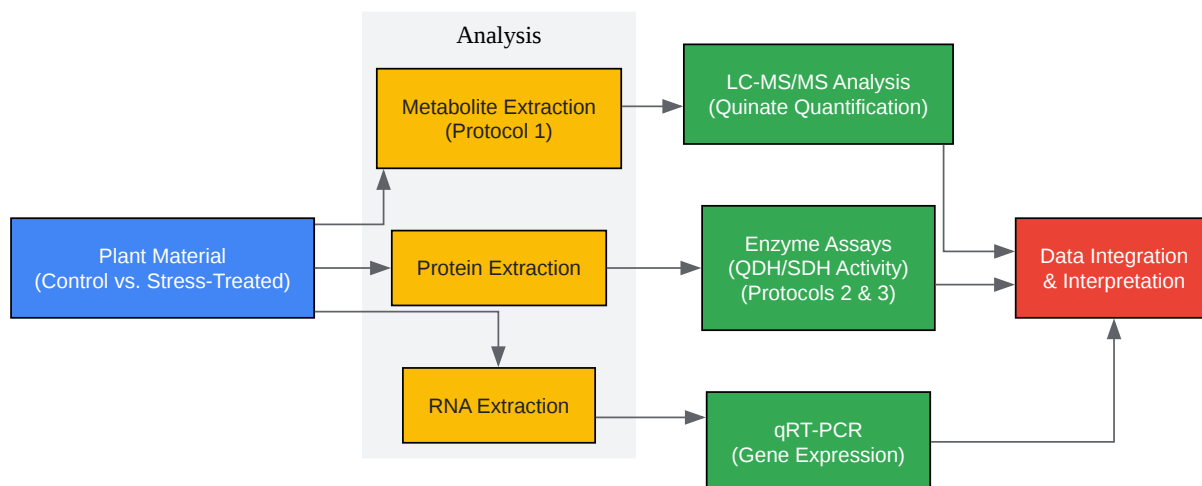 Analysis
Metabolite Extraction
(Protocol 1)
LC-MS/MS Analysis
(Quinate Quantification)
Plant Material
(Control vs. Stress-Treated)
Protein Extraction
Enzyme Assays
(QDH/SDH Activity)
(Protocols 2 & 3)
Data Integration
& Interpretation
RNA Extraction
qRT-PCR
(Gene Expression)